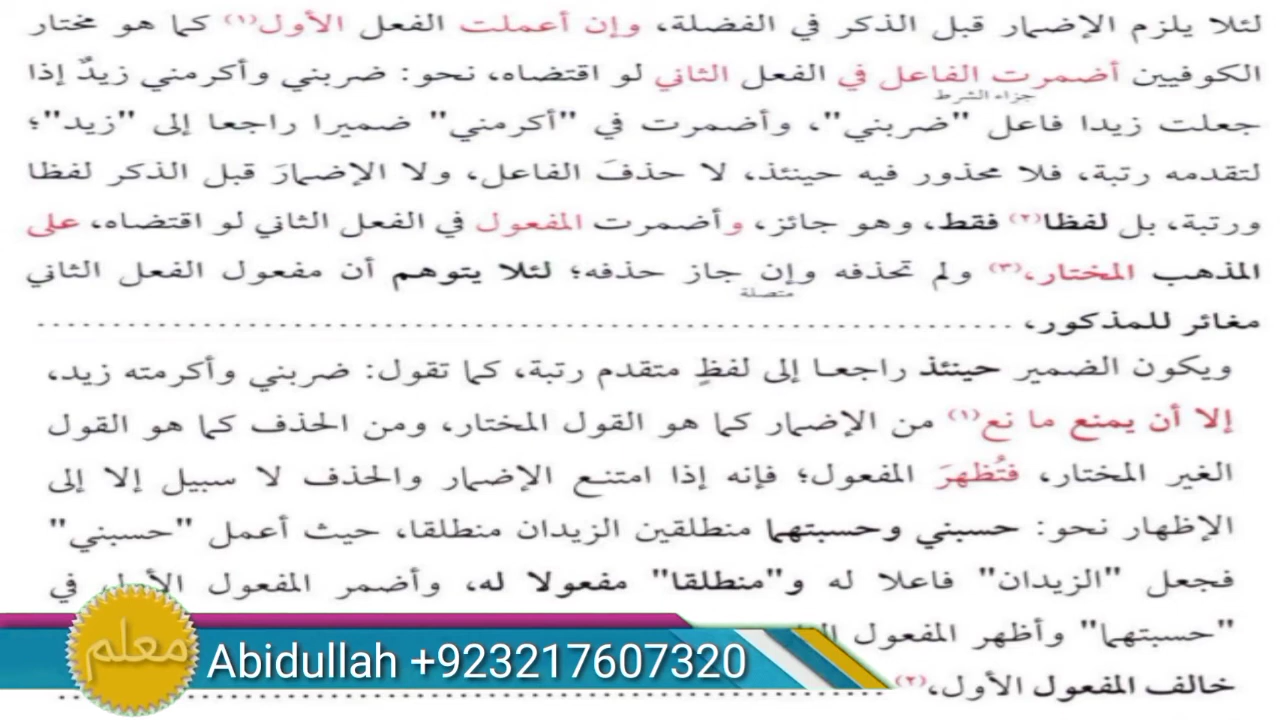 لئلا يلزم الإضمار قبل الذكر في الفضلة، وإن أعملت الفعل الأول(١) كما هو مختار
الكوفيين أضمرت الفاعل في الفعل الثاني لو اقتضاه، نحو: ضربني وأكرمني زيدٌ إذا
جزاء الشرط
جعلت زيدا فاعل "ضربني"، وأضمرت في "أكرمني" ضميرا راجعا إلى "زيد"؛
لتقدمه رتبة، فلا محذور فيه حينئذ، لا حذفَ الفاعل، ولا الإضمارَ قبل الذكر لفظا
ورتبة، بل لفظا(٢) فقط، وهو جائز، وأضمرت المفعول في الفعل الثاني لو اقتضاه، على
المذهب المختار،(٣) ولم تحذفه وإن جاز حذفه؛ لئلا يتوهم أن مفعول الفعل الثاني
متصلة
مغائر للمذكور، ........................................................
ويكون الضمير حينئذ راجعا إلى لفظٍ متقدم رتبة، كما تقول: ضربني وأكرمته زيد،
إلا أن يمنع ما نع(١) من الإضمار كما هو القول المختار، ومن الحذف كما هو القول
الغير المختار، فتُظهرَ المفعول؛ فإنه إذا امتنع الإضمار والحذف لا سبيل إلا إلى
الإظهار نحو: حسبني وحسبتهما منطلقين الزيدان منطلقا، حيث أعمل "حسبني"
فجعل "الزيدان" فاعلا له و"منطلقا" مفعولا له، وأضمر المفعول الأول في
"حسبتهما" وأظهر المفعول
خالف المفعول الأول،(٢) ........................................................
معلم
Abidullah +923217607320